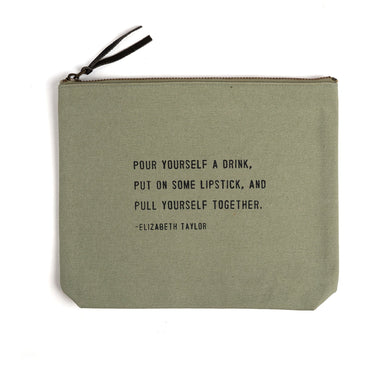 POUR YOURSELF A DRINK,
PUT ON SOME LIPSTICK, AND
PULL YOURSELF TOGETHER.
-ELIZABETH TAYLOR